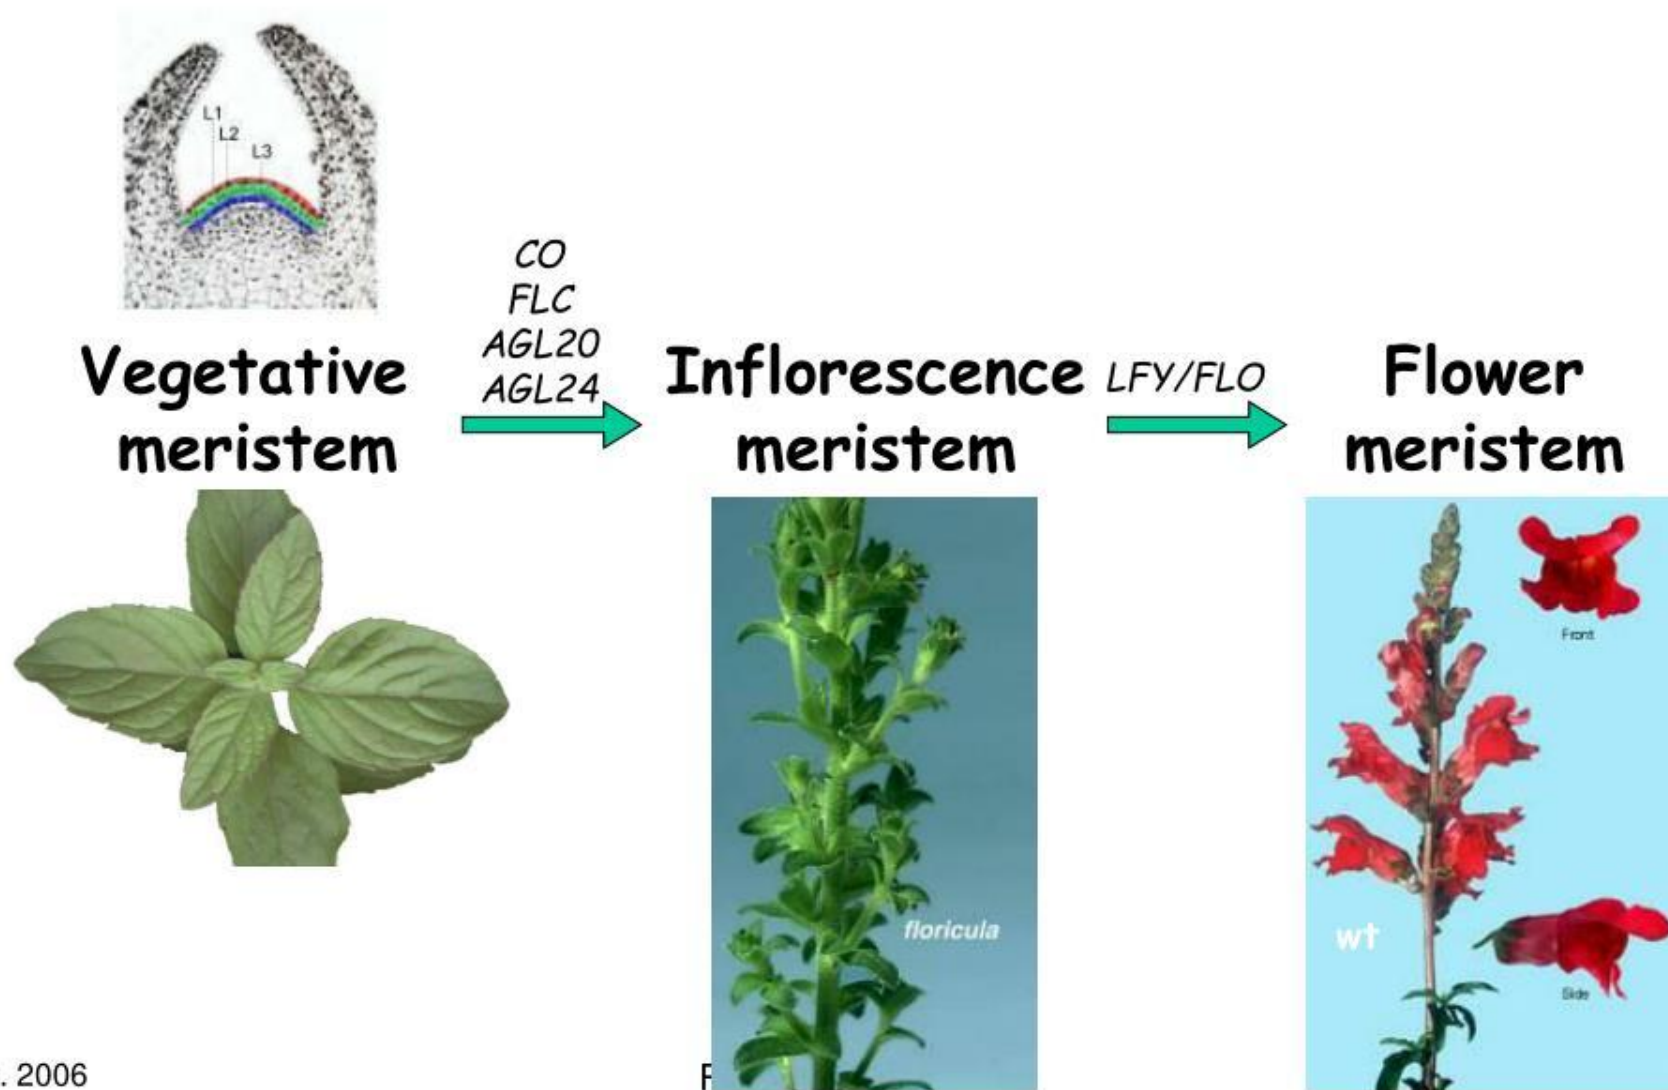 L1
L2
L3
CO
FLC
AGL20
AGL24
Vegetative
meristem
Inflorescence
meristem
LFY/FLO
Flower
meristem
floricula
Front
wt
Side
. 2006